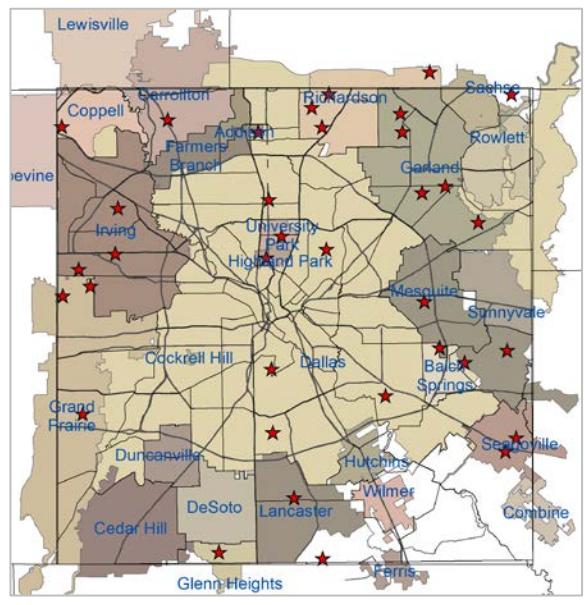 Lewisville
Coppell
Carrollton
Richardson
Sachse
Addison
Rowlett
Farmers
Branch
Garland
evine
Irving
University
Park
Highland Park
Mesquite
Sunnyvale
Cockrell Hill
Dallas
Balch
Springs
Grand
Prairie
Seagoville
Duncanville
Hutchins
DeSoto
Lancaster
Wilmer
Cedar Hill
Combine
Glenn Heights
Ferris